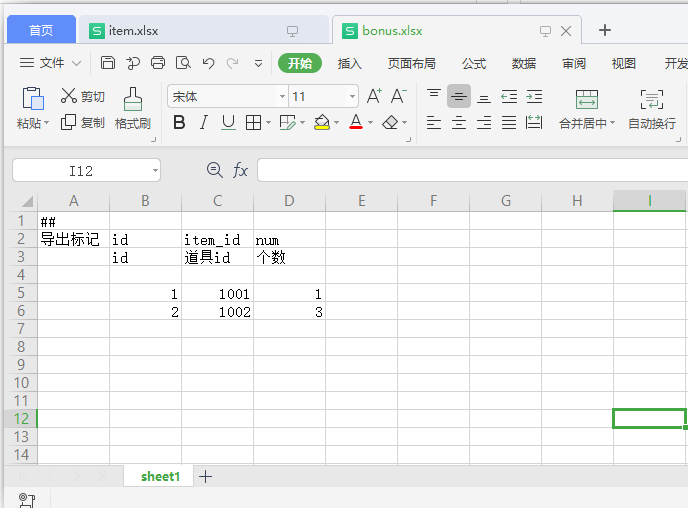 首页 item.xlsx bonus.xlsx
文件 开始 插入 页面布局 公式 数据 审阅 视图 开发
粘贴 剪切 复制 格式刷 宋体 11 A⁺ A⁻ B I U A 合并居中 自动换行
I12 fx
A B C D E F G H I
1 ##
2 导出标记 id item_id num
3 id 道具id 个数
4
5 1 1001 1
6 2 1002 3
7
8
9
10
11
12
13
14
sheet1